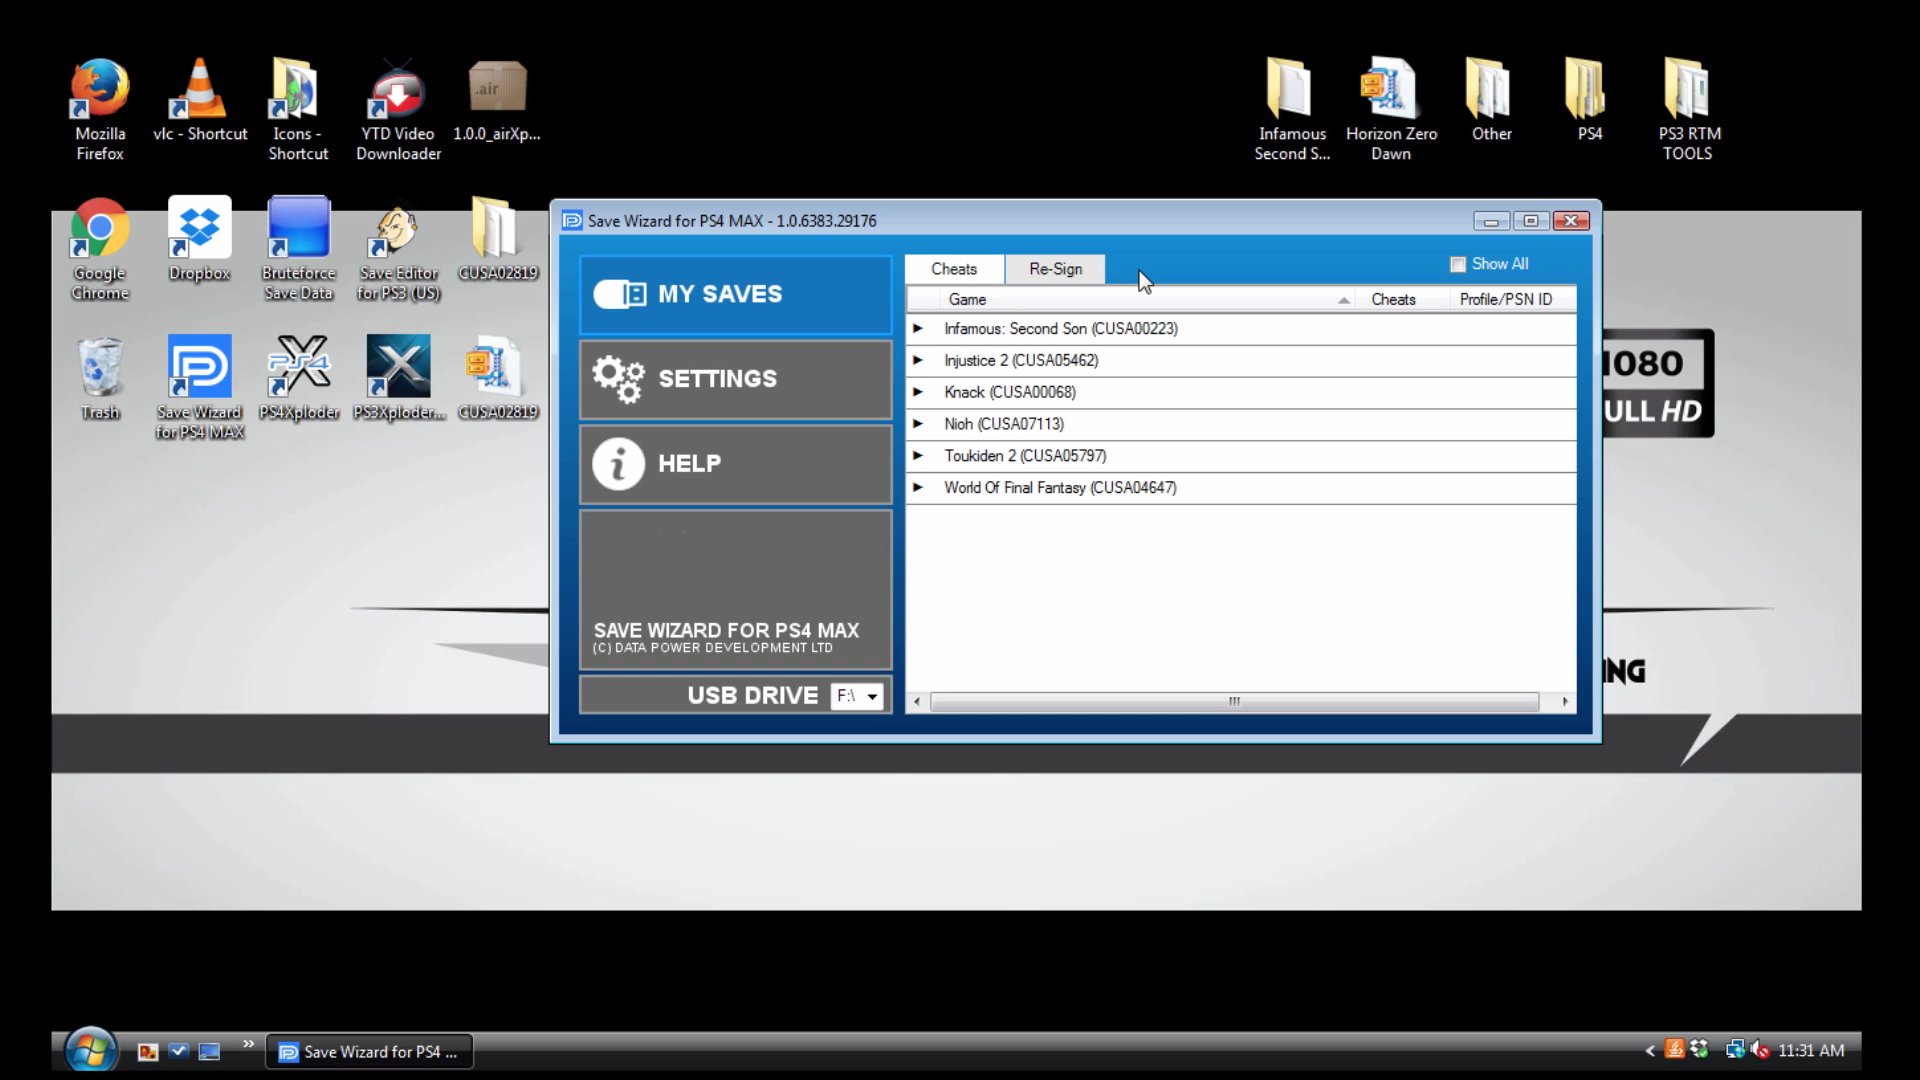 Mozilla
Firefox
vlc - Shortcut
Icons -
Shortcut
YTD Video
Downloader
.air
1.0.0_airXp...
Infamous
Second S...
Horizon Zero
Dawn
Other
PS4
PS3 RTM
TOOLS
Google
Chrome
Dropbox
Bruteforce
Save Data
Save Editor
for PS3 (US)
CUSA02819
Trash
Save Wizard
for PS4 MAX
PS4
PS4Xploder
PS3Xploder...
CUSA02819
Save Wizard for PS4 MAX - 1.0.6383.29176
MY SAVES
SETTINGS
HELP
SAVE WIZARD FOR PS4 MAX
(C) DATA POWER DEVELOPMENT LTD
USB DRIVE F:\
Cheats Re-Sign Show All
Game Cheats Profile/PSN ID
Infamous: Second Son (CUSA00223)
Injustice 2 (CUSA05462)
Knack (CUSA00068)
Nioh (CUSA07113)
Toukiden 2 (CUSA05797)
World Of Final Fantasy (CUSA04647)
1080
ULL HD
NG
Save Wizard for PS4 ...
11:31 AM